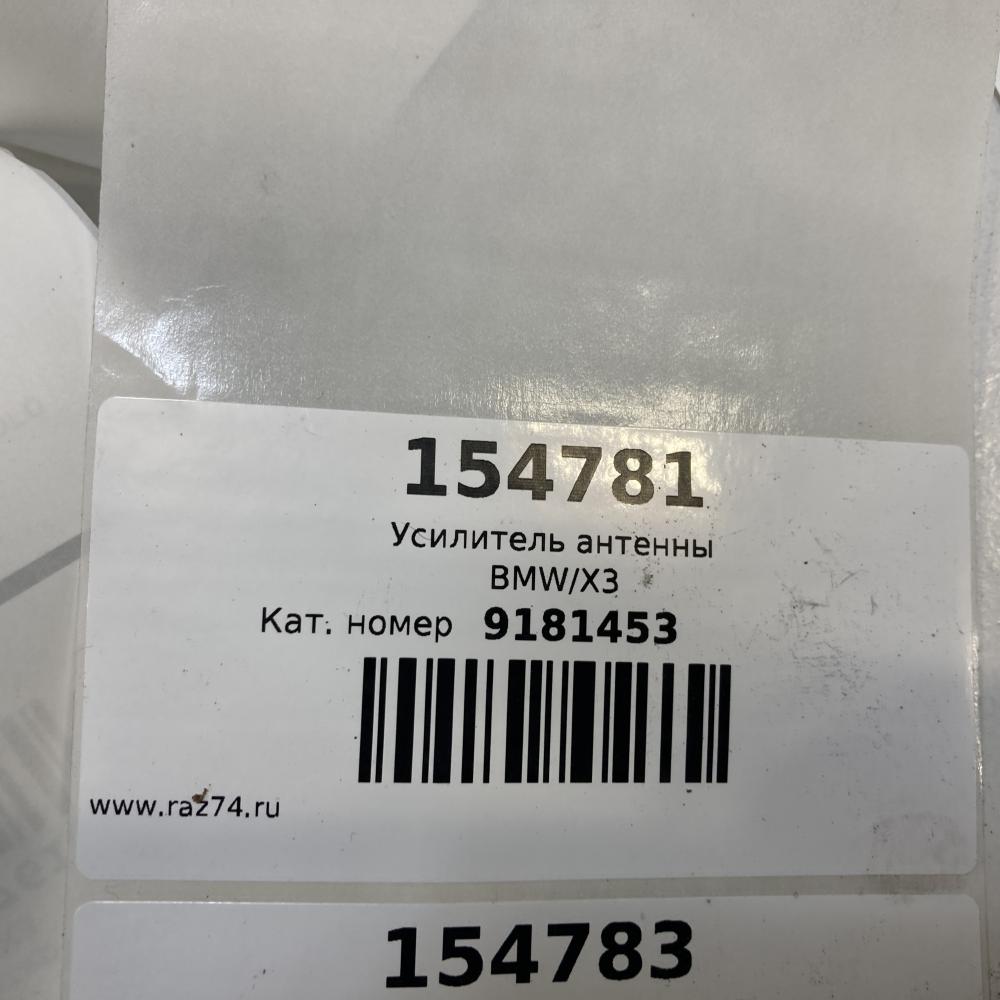 154781
Усилитель антенны
BMW/X3
Кат. номер 9181453
www.raz74.ru
154783